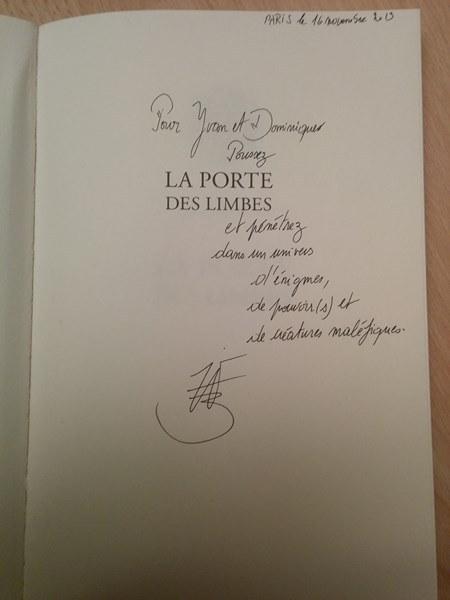 PARIS le 16 novembre 2013
Pour Yvan et Dominique
Poussez
LA PORTE
DES LIMBES
et pénétrez
dans un univers
d'énigmes,
de pouvoir(s) et
de créatures maléfiques.